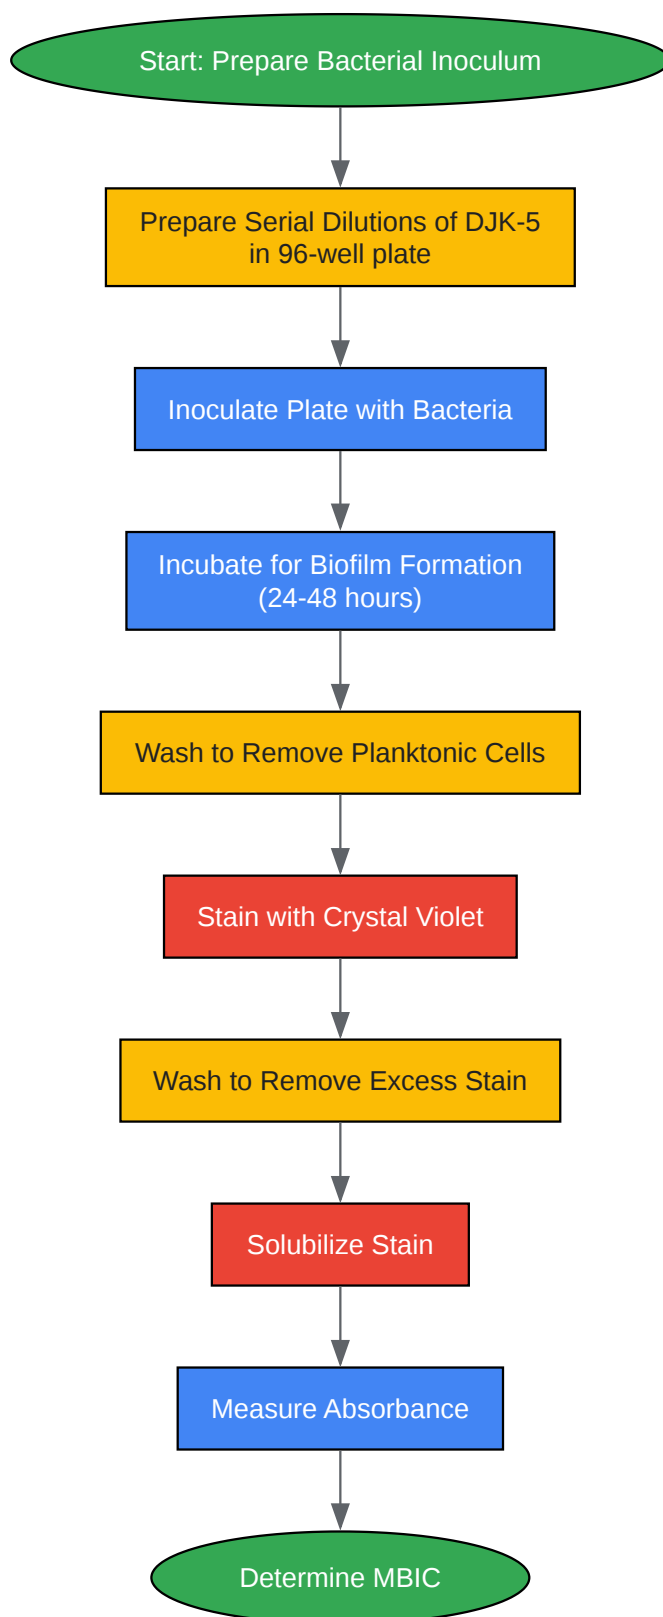 Start: Prepare Bacterial Inoculum
Prepare Serial Dilutions of DJK-5
in 96-well plate
Inoculate Plate with Bacteria
Incubate for Biofilm Formation
(24-48 hours)
Wash to Remove Planktonic Cells
Stain with Crystal Violet
Wash to Remove Excess Stain
Solubilize Stain
Measure Absorbance
Determine MBIC